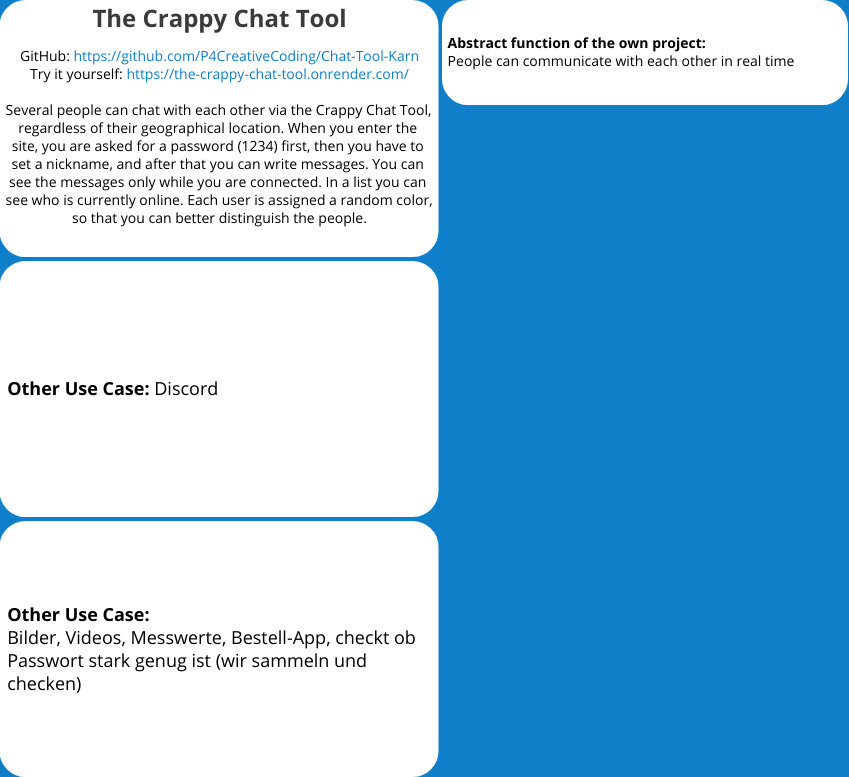 The Crappy Chat Tool
GitHub: https://github.com/P4CreativeCoding/Chat-Tool-Karn
Try it yourself: https://the-crappy-chat-tool.onrender.com/
Several people can chat with each other via the Crappy Chat Tool,
regardless of their geographical location. When you enter the
site, you are asked for a password (1234) first, then you have to
set a nickname, and after that you can write messages. You can
see the messages only while you are connected. In a list you can
see who is currently online. Each user is assigned a random color,
so that you can better distinguish the people.
Abstract function of the own project:
People can communicate with each other in real time
Other Use Case: Discord
Other Use Case:
Bilder, Videos, Messwerte, Bestell-App, checkt ob
Passwort stark genug ist (wir sammeln und
checken)